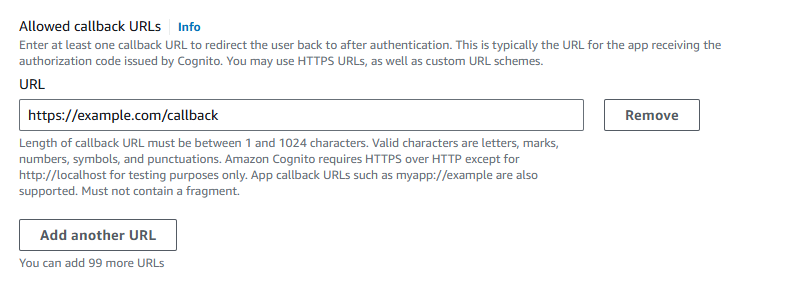 Allowed callback URLs Info
Enter at least one callback URL to redirect the user back to after authentication. This is typically the URL for the app receiving the
authorization code issued by Cognito. You may use HTTPS URLs, as well as custom URL schemes.
URL
https://example.com/callback
Remove
Length of callback URL must be between 1 and 1024 characters. Valid characters are letters, marks,
numbers, symbols, and punctuations. Amazon Cognito requires HTTPS over HTTP except for
http://localhost for testing purposes only. App callback URLs such as myapp://example are also
supported. Must not contain a fragment.
Add another URL
You can add 99 more URLs